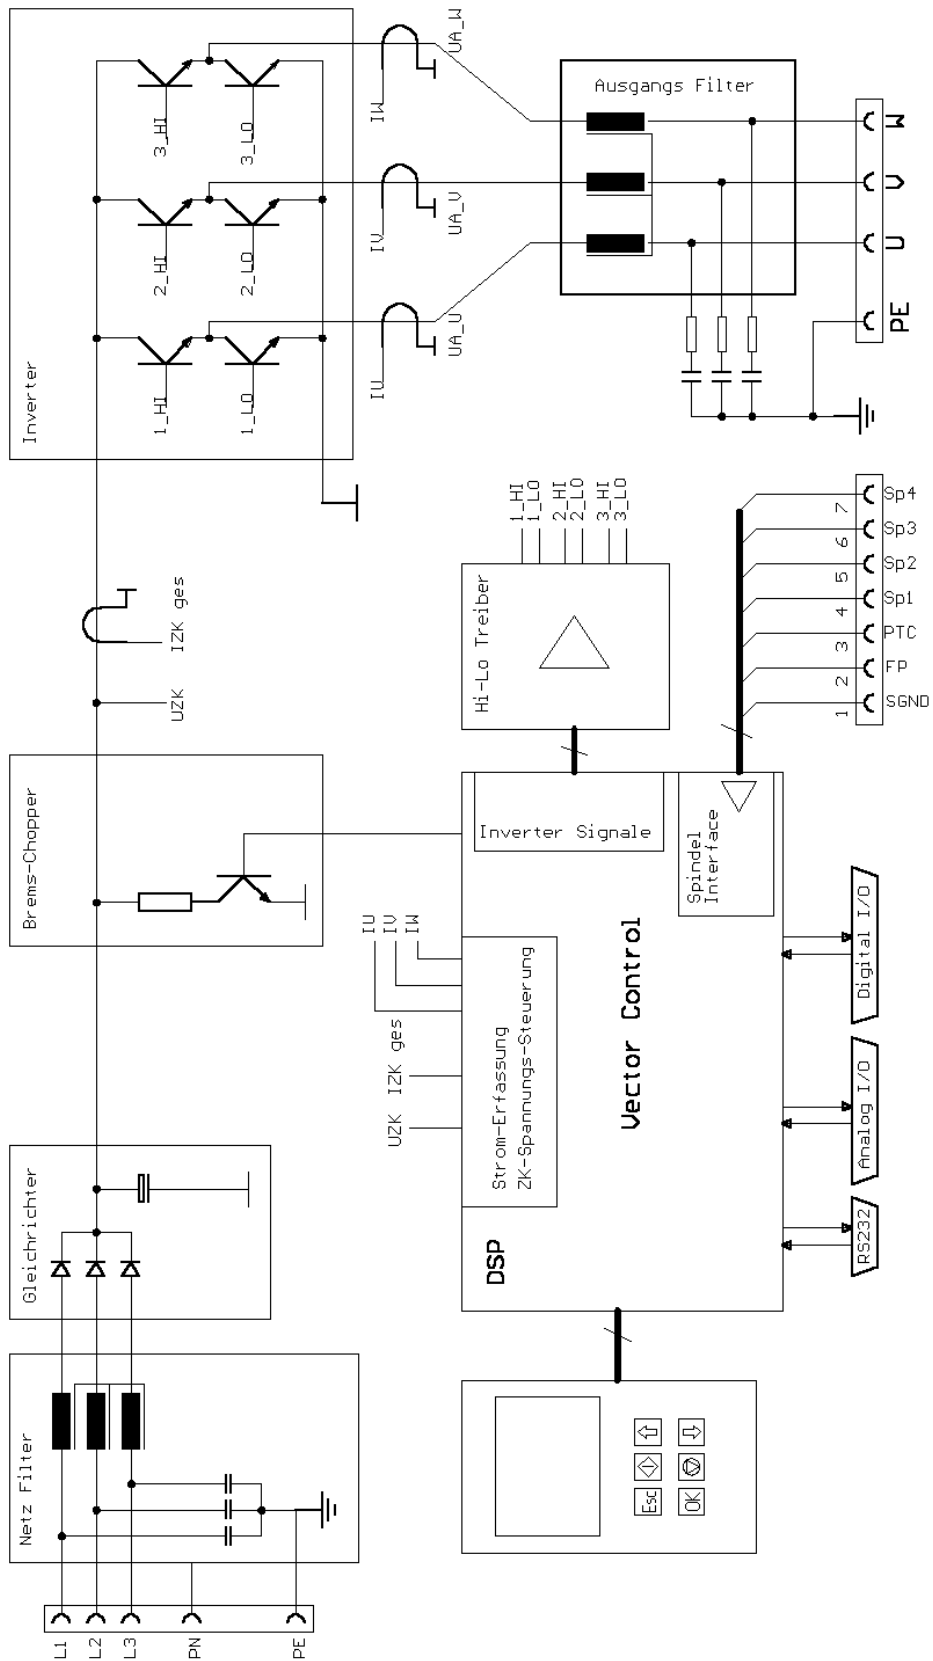 L1
L2
L3
PN
PE
Netz Filter
Gleichrichter
Brems-Chopper
UZK
IZK ges
Inverter
1_HI
1_LO
2_HI
2_LO
3_HI
3_LO
IU
IV
IW
UA_U
UA_V
UA_W
Ausgangs Filter
W
V
U
PE
Esc
OK
DSP
Vector Control
Strom-Erfassung
ZK-Spannungs-Steuerung
UZK
IZK ges
IU
IV
IW
Inverter Signale
Spindel
Interface
Hi-Lo Treiber
1_HI
1_LO
2_HI
2_LO
3_HI
3_LO
7 Sp4
6 Sp3
5 Sp2
4 Sp1
3 PTC
2 FP
1 SGND
RS232
Analog I/O
Digital I/O